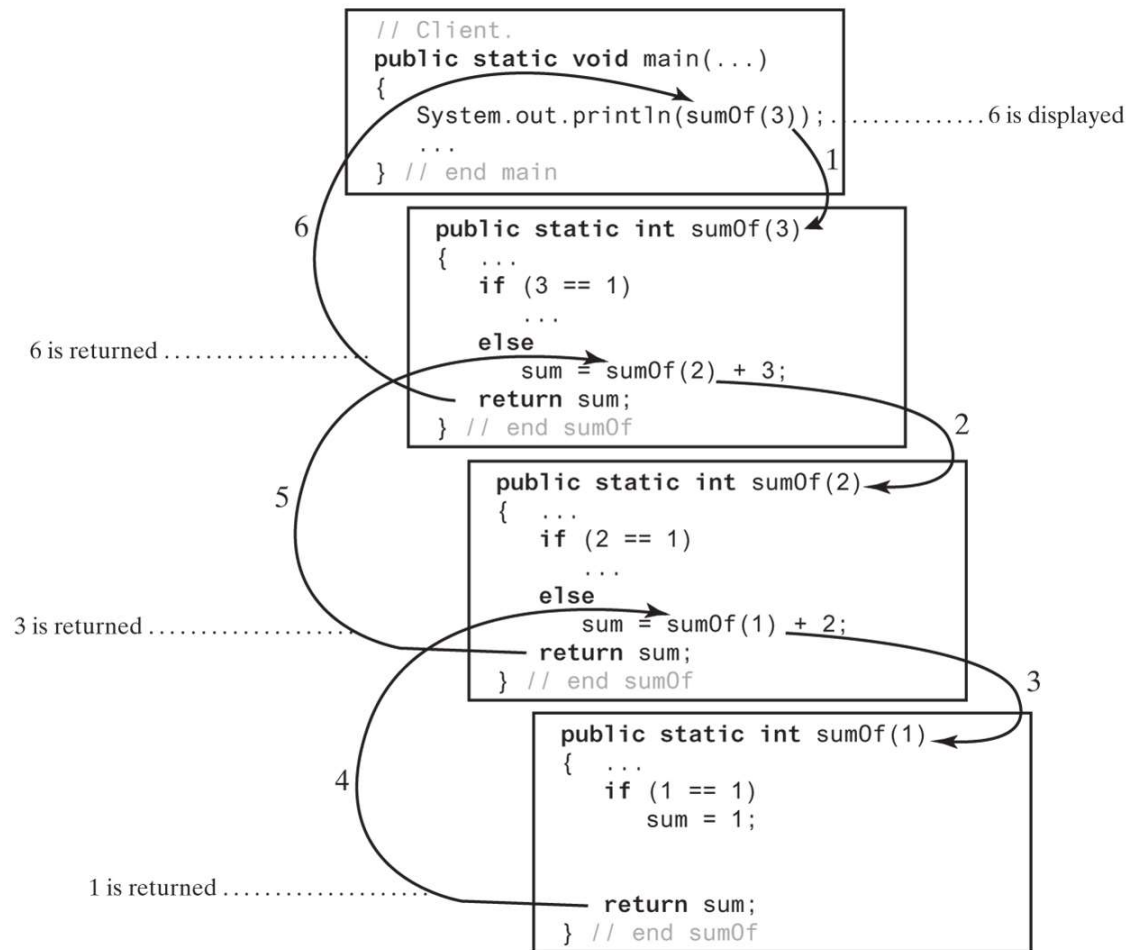 // Client.
public static void main(...)
{
System.out.println(sumOf(3));...............6 is displayed
...
1
} // end main
6
public static int sumOf(3)
{ ...
if (3 == 1)
...
else
6 is returned .....................
sum = sumOf(2) + 3;
return sum;
} // end sumOf
2
5
public static int sumOf(2)
{ ...
if (2 == 1)
...
else
3 is returned .....................
sum = sumOf(1) + 2;
return sum;
} // end sumOf
3
4
public static int sumOf(1)
{ ...
if (1 == 1)
sum = 1;
1 is returned .....................
return sum;
} // end sumOf